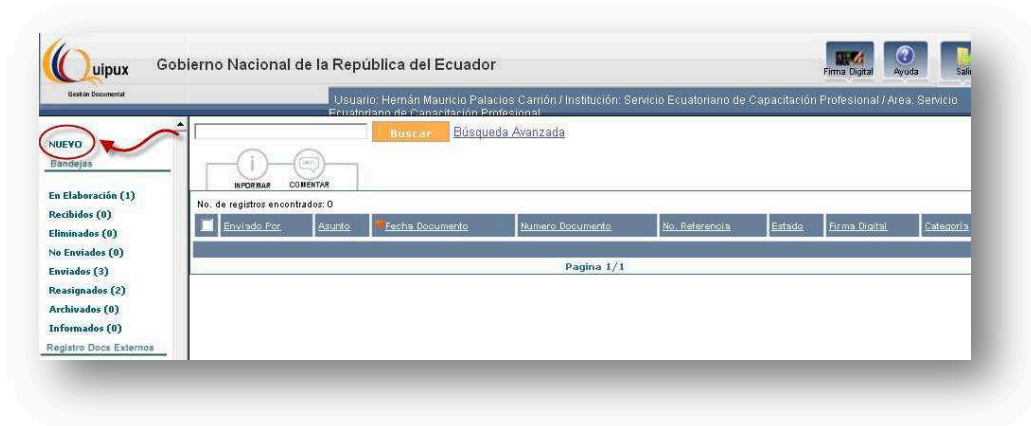 Quipux
Gestión Documental
Gobierno Nacional de la República del Ecuador
Firma Digital
Ayuda
Usuario: Hernán Mauricio Palacios Carrión / Institución: Servicio Ecuatoriano de Capacitación Profesional / Area: Servicio
Ecuatoriano de Capacitación Profesional
NUEVO
Bandejas
En Elaboración (1)
Recibidos (0)
Eliminados (0)
No Enviados (0)
Enviados (3)
Reasignados (2)
Archivados (0)
Informados (0)
Registro Docs Externos
Buscar Búsqueda Avanzada
INFORMAR COMENTAR
No. de registros encontrados: 0
Enviado Por Asunto Fecha Documento Numero Documento No. Referencia Estado Firma Digital Categoría
Pagina 1/1